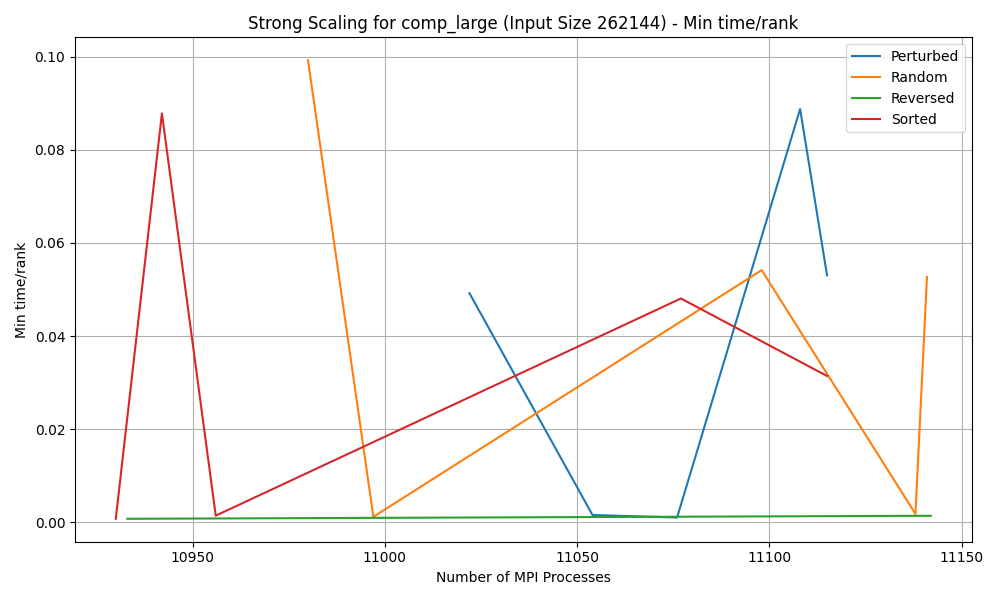 Strong Scaling for comp_large (Input Size 262144) - Min time/rank
Perturbed
Random
Reversed
Sorted
Min time/rank
0.10
0.08
0.06
0.04
0.02
0.00
10950
11000
11050
11100
11150
Number of MPI Processes